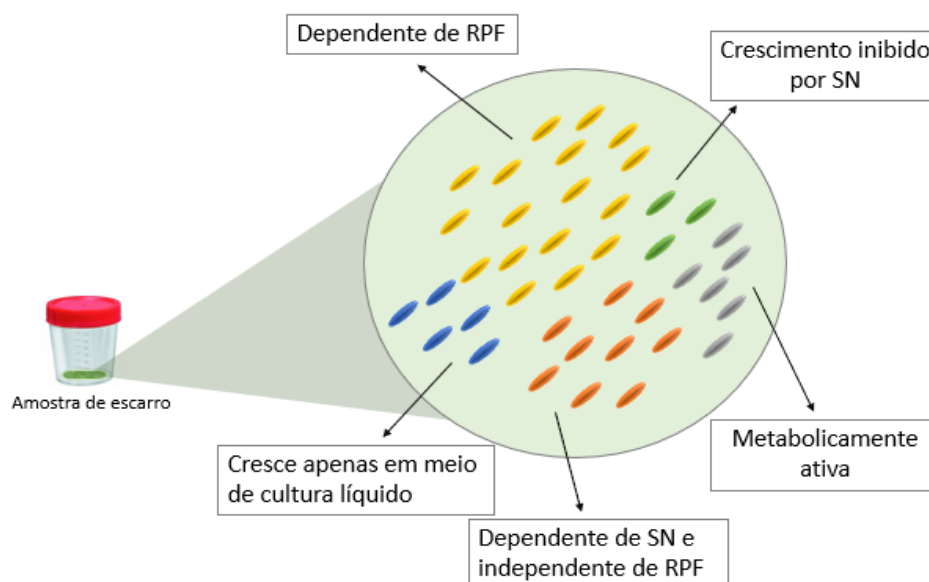 Dependente de RPF
Crescimento inibido
por SN
Amostra de escarro
Cresce apenas em meio
de cultura líquido
Metabolicamente
ativa
Dependente de SN e
independente de RPF